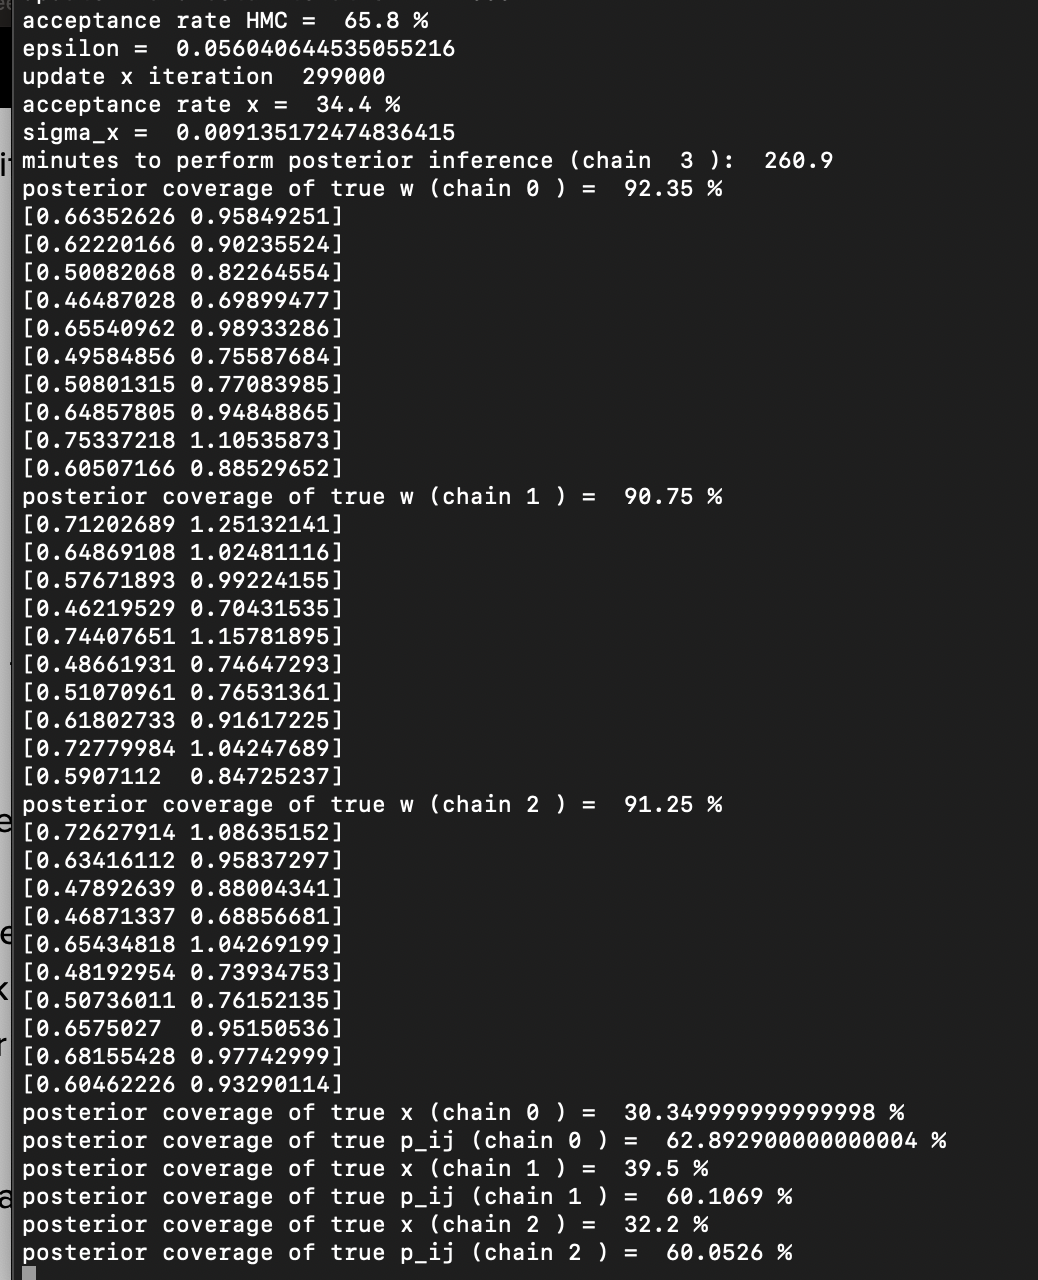 acceptance rate HMC =  65.8 %
epsilon =  0.056040644535055216
update x iteration  299000
acceptance rate x =  34.4 %
sigma_x =  0.009135172474836415
minutes to perform posterior inference (chain  3 ):  260.9
posterior coverage of true w (chain 0 ) =  92.35 %
[0.66352626 0.95849251]
[0.62220166 0.90235524]
[0.50082068 0.82264554]
[0.46487028 0.69899477]
[0.65540962 0.98933286]
[0.49584856 0.75587684]
[0.50801315 0.77083985]
[0.64857805 0.94848865]
[0.75337218 1.10535873]
[0.60507166 0.88529652]
posterior coverage of true w (chain 1 ) =  90.75 %
[0.71202689 1.25132141]
[0.64869108 1.02481116]
[0.57671893 0.99224155]
[0.46219529 0.70431535]
[0.74407651 1.15781895]
[0.48661931 0.74647293]
[0.51070961 0.76531361]
[0.61802733 0.91617225]
[0.72779984 1.04247689]
[0.5907112  0.84725237]
posterior coverage of true w (chain 2 ) =  91.25 %
[0.72627914 1.08635152]
[0.63416112 0.95837297]
[0.47892639 0.88004341]
[0.46871337 0.68856681]
[0.65434818 1.04269199]
[0.48192954 0.73934753]
[0.50736011 0.76152135]
[0.6575027  0.95150536]
[0.68155428 0.97742999]
[0.60462226 0.93290114]
posterior coverage of true x (chain 0 ) =  30.349999999999998 %
posterior coverage of true p_ij (chain 0 ) =  62.892900000000004 %
posterior coverage of true x (chain 1 ) =  39.5 %
posterior coverage of true p_ij (chain 1 ) =  60.1069 %
posterior coverage of true x (chain 2 ) =  32.2 %
posterior coverage of true p_ij (chain 2 ) =  60.0526 %